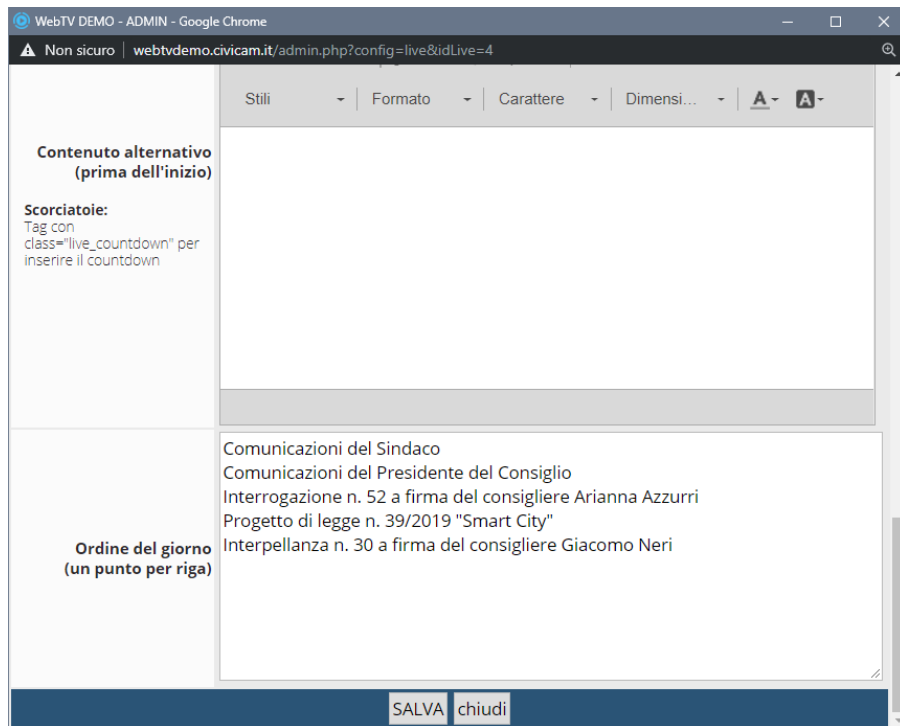 WebTV DEMO - ADMIN - Google Chrome
Non sicuro | webtvdemo.civicam.it/admin.php?config=live&idLive=4
Stili Formato Carattere Dimensi... A A
Contenuto alternativo
(prima dell'inizio)
Scorciatoie:
Tag con
class="live_countdown" per
inserire il countdown
Ordine del giorno
(un punto per riga)
Comunicazioni del Sindaco
Comunicazioni del Presidente del Consiglio
Interrogazione n. 52 a firma del consigliere Arianna Azzurri
Progetto di legge n. 39/2019 "Smart City"
Interpellanza n. 30 a firma del consigliere Giacomo Neri
SALVA chiudi